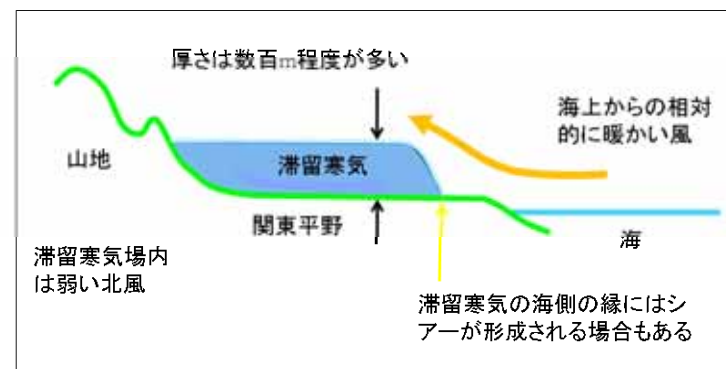 厚さは数百m程度が多い
海上からの相対
的に暖かい風
山地
滞留寒気
関東平野
海
滞留寒気場内
は弱い北風
滞留寒気の海側の縁にはシ
アーが形成される場合もある